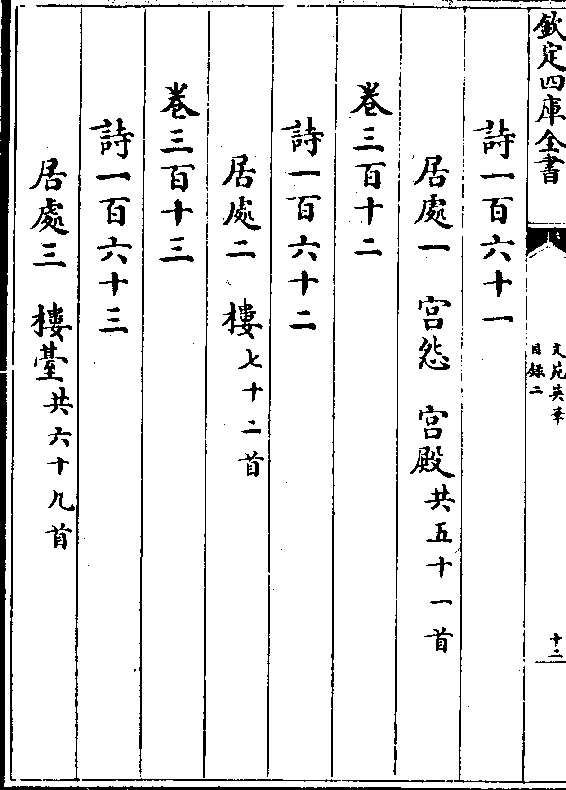 欽定四庫全書
文苑英華
目錄二
十二
詩一百六十一
居處一　宮怨　宮殿共五十一首
卷三百十二
詩一百六十二
居處二　樓七十二首
卷三百十三
詩一百六十三
居處三　樓臺共六十九首